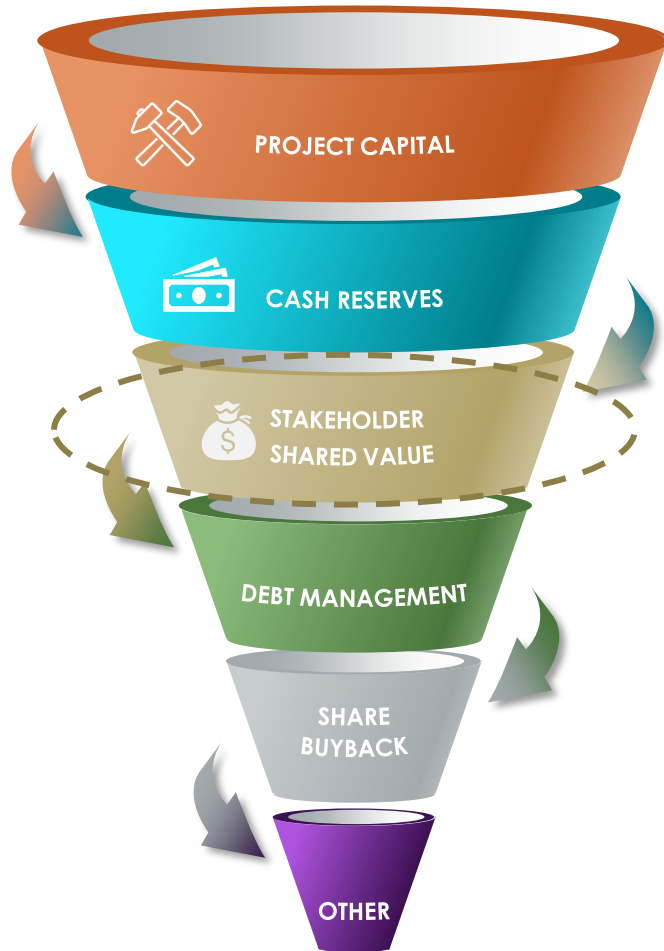 PROJECT CAPITAL
CASH RESERVES
STAKEHOLDER
SHARED VALUE
$
DEBT MANAGEMENT
SHARE
BUYBACK
OTHER